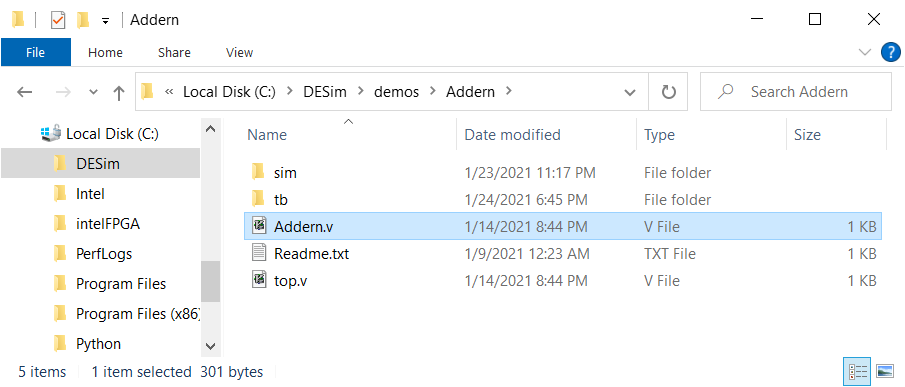 Addern
File Home Share View
« Local Disk (C:) > DESim > demos > Addern > Search Addern
Local Disk (C:) Name Date modified Type Size
DESim sim 1/23/2021 11:17 PM File folder
Intel tb 1/24/2021 6:45 PM File folder
intelFPGA Addern.v 1/14/2021 8:44 PM V File 1 KB
PerfLogs Readme.txt 1/9/2021 12:23 AM TXT File 1 KB
Program Files top.v 1/14/2021 8:44 PM V File 1 KB
Program Files (x86)
Python
5 items 1 item selected 301 bytes